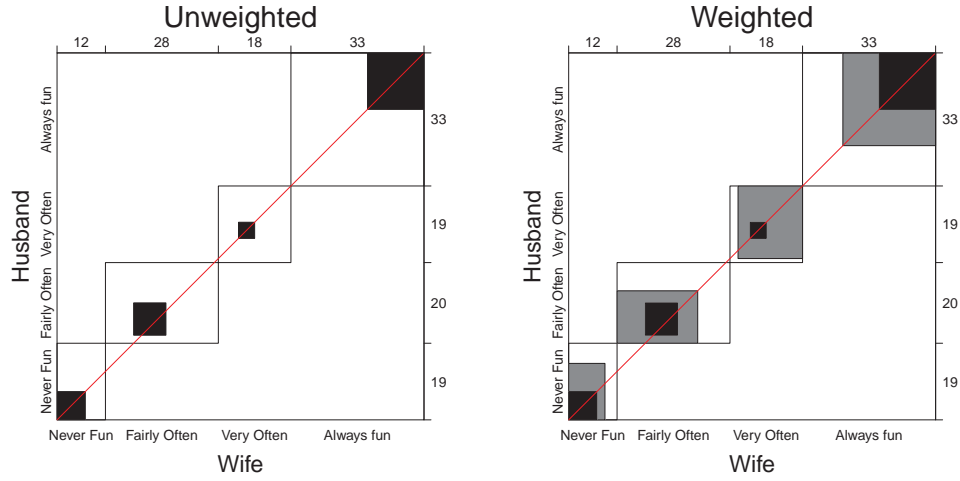 Unweighted
12 28 18 33
Husband
Never Fun Fairly Often Very Often Always fun
33
19
20
19
Never Fun Fairly Often Very Often Always fun
Wife
Weighted
12 28 18 33
Husband
Never Fun Fairly Often Very Often Always fun
33
19
20
19
Never Fun Fairly Often Very Often Always fun
Wife